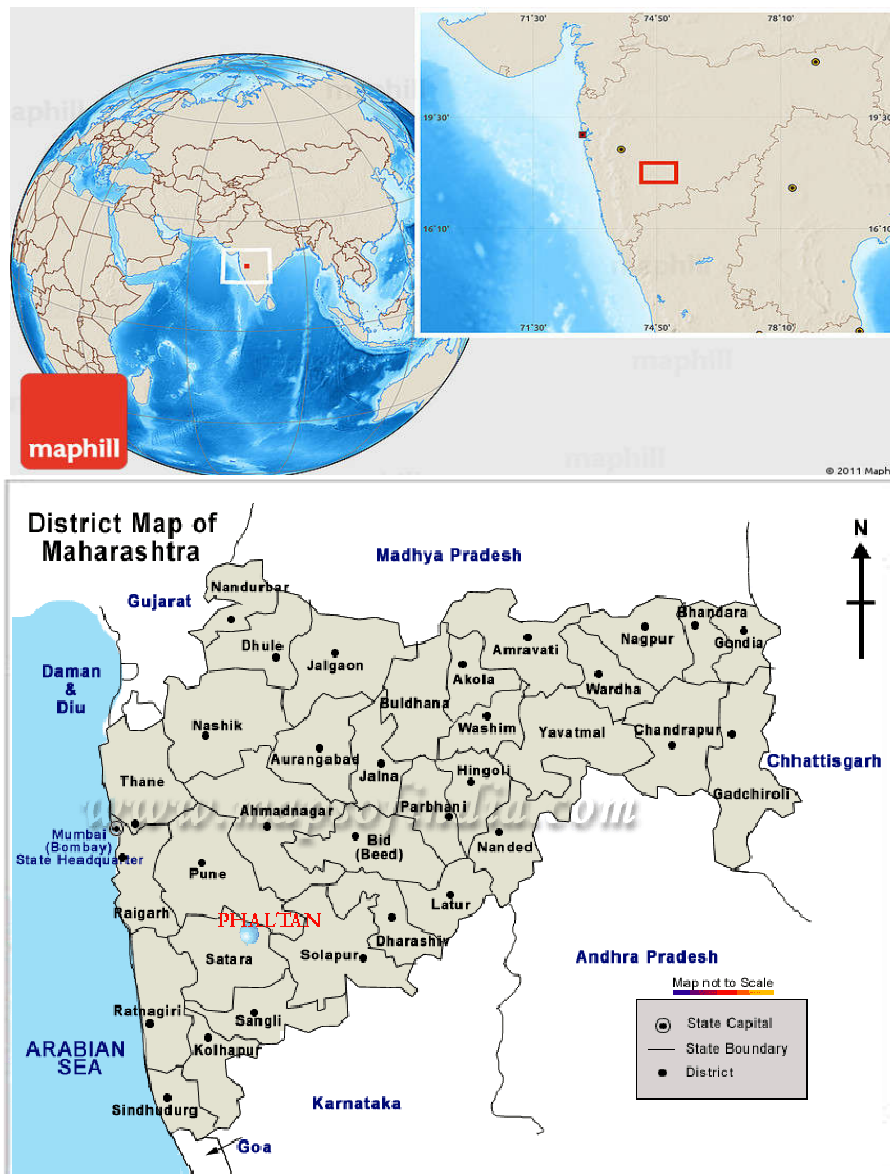 maphill
71°30'
74°50'
78°10'
19°30'
19°30'
16°10'
16°10'
71°30'
74°50'
78°10'
maphill
maphill
© 2011 Maph
District Map of
Maharashtra
N
Madhya Pradesh
Gujarat
Nandurbar
Bhandara
Nagpur
Gondia
Dhule
Jalgaon
Amravati
Daman
&
Diu
Akola
Wardha
Buldhana
Nashik
Washim
Yavatmal
Chandrapur
Aurangabad
Chhattisgarh
Jalna
Hingoli
Thane
Gadchiroli
Parbhani
Ahmadnagar
www.mapsofindia.com
Mumbai
(Bombay)
State Headquarter
Bid
(Beed)
Nanded
Pune
Latur
Raigarh
PHALTAN
Dharashiv
Satara
Solapur
Andhra Pradesh
Map not to Scale
Ratnagiri
Sangli
State Capital
Kolhapur
State Boundary
ARABIAN
SEA
District
Sindhudurg
Karnataka
Goa